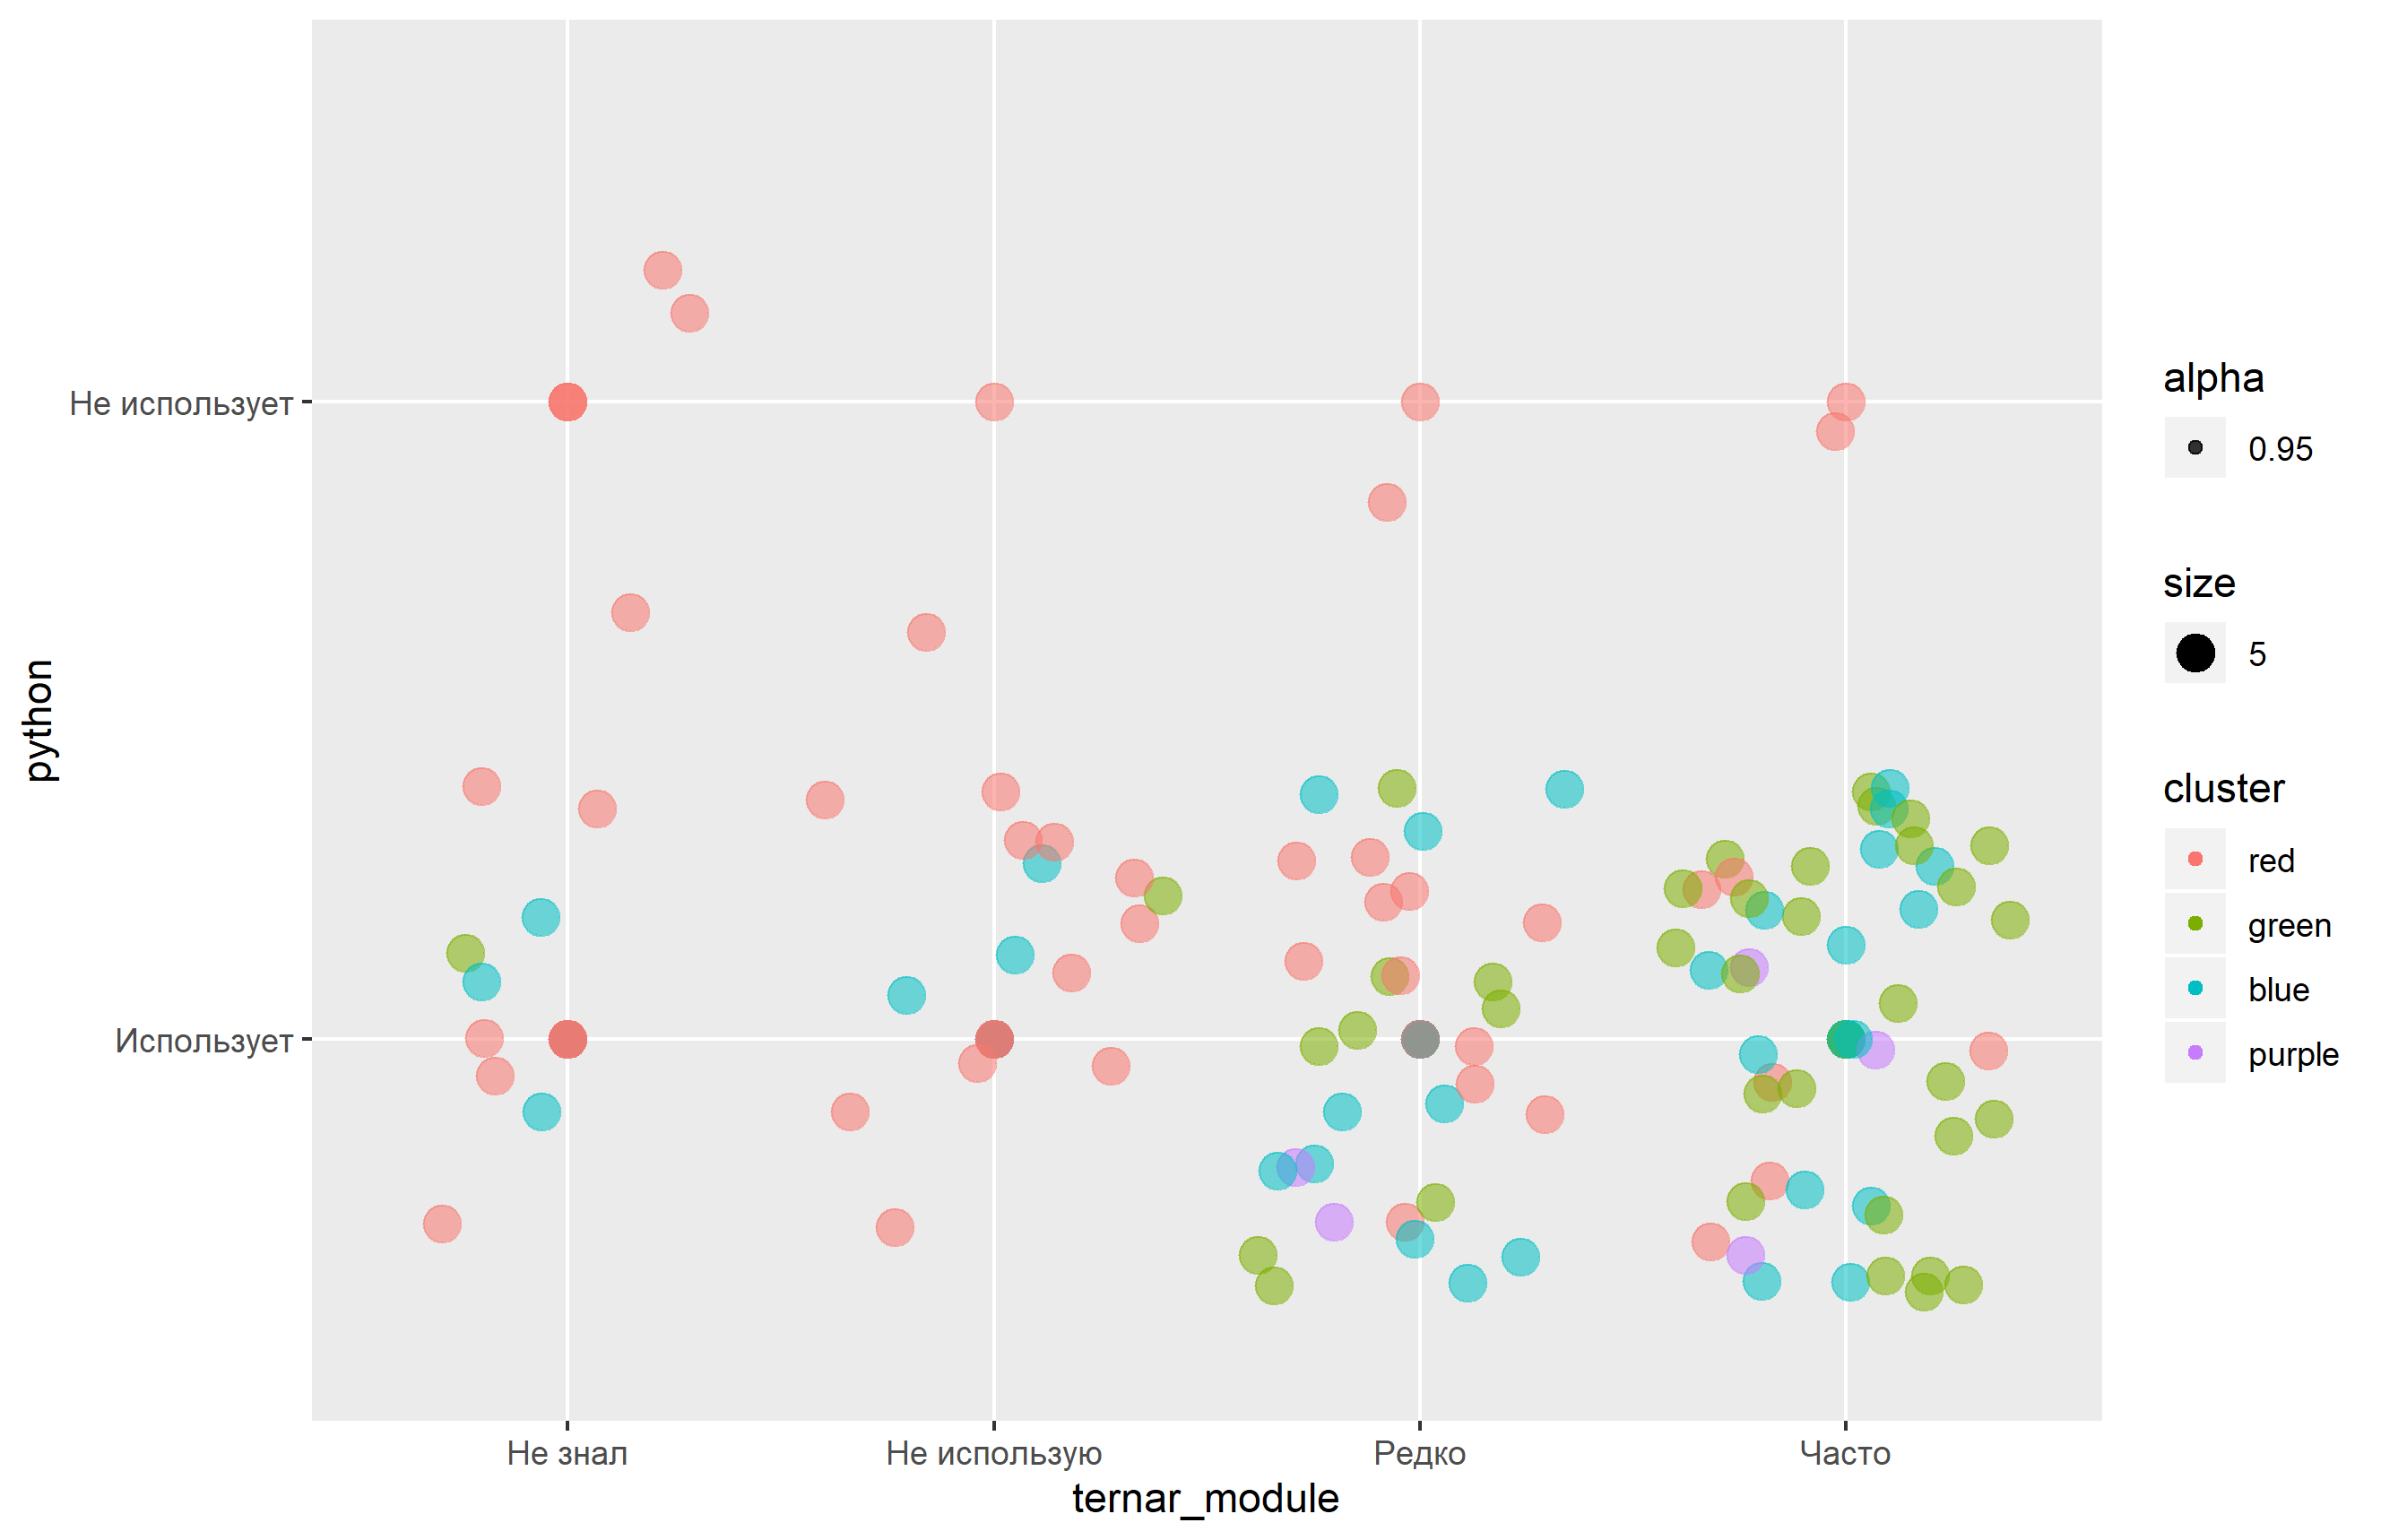 python
Не использует
Использует
Не знал
Не использую
Редко
Часто
ternar_module
alpha
0.95
size
5
cluster
red
green
blue
purple